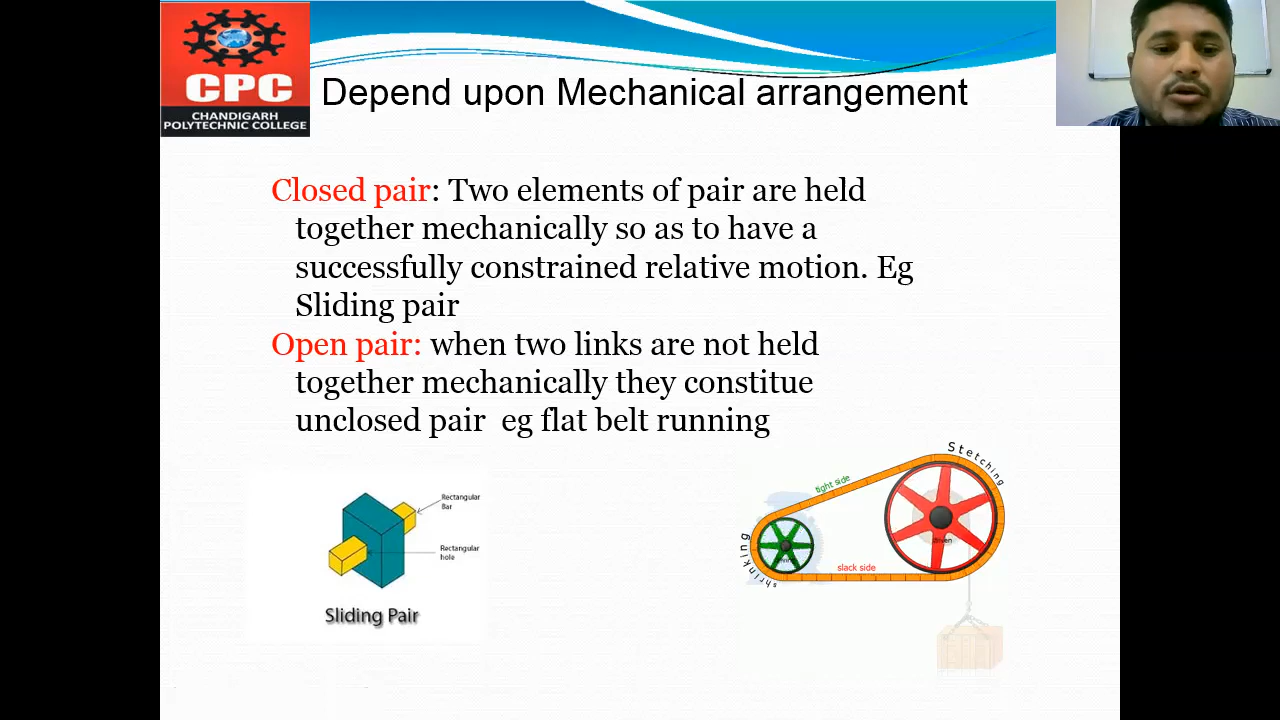 CPC
CHANDIGARH
POLYTECHNIC COLLEGE
Depend upon Mechanical arrangement
Closed pair: Two elements of pair are held
together mechanically so as to have a
successfully constrained relative motion. Eg
Sliding pair
Open pair: when two links are not held
together mechanically they constitue
unclosed pair eg flat belt running
Rectangular
Bar
Rectangular
hole
Sliding Pair
Stetching
tight side
shrinking
slack side